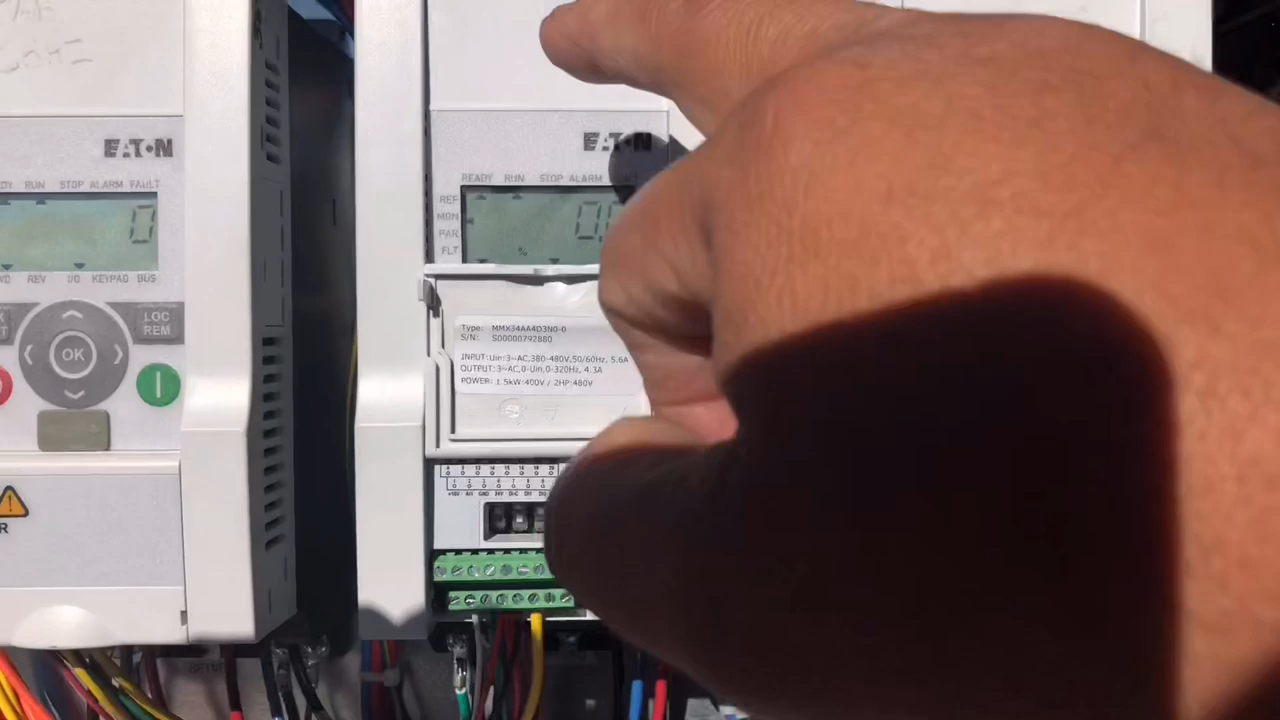 EATON
RUN STOP ALARM FAULT
0
REV I/O KEYPAD BUS
LOC
REM
OK
EATON
READY RUN STOP ALARM
REF
MON
PAR
FLT
%
Type: MMX34AA4D3N0-0
S/N: S00000792880
INPUT:Uin:3~AC,380-480V,50/60Hz, 5.6A
OUTPUT:3~AC,0-Uin,0-320Hz, 4.3A
POWER: 1.5kW:400V / 2HP:480V